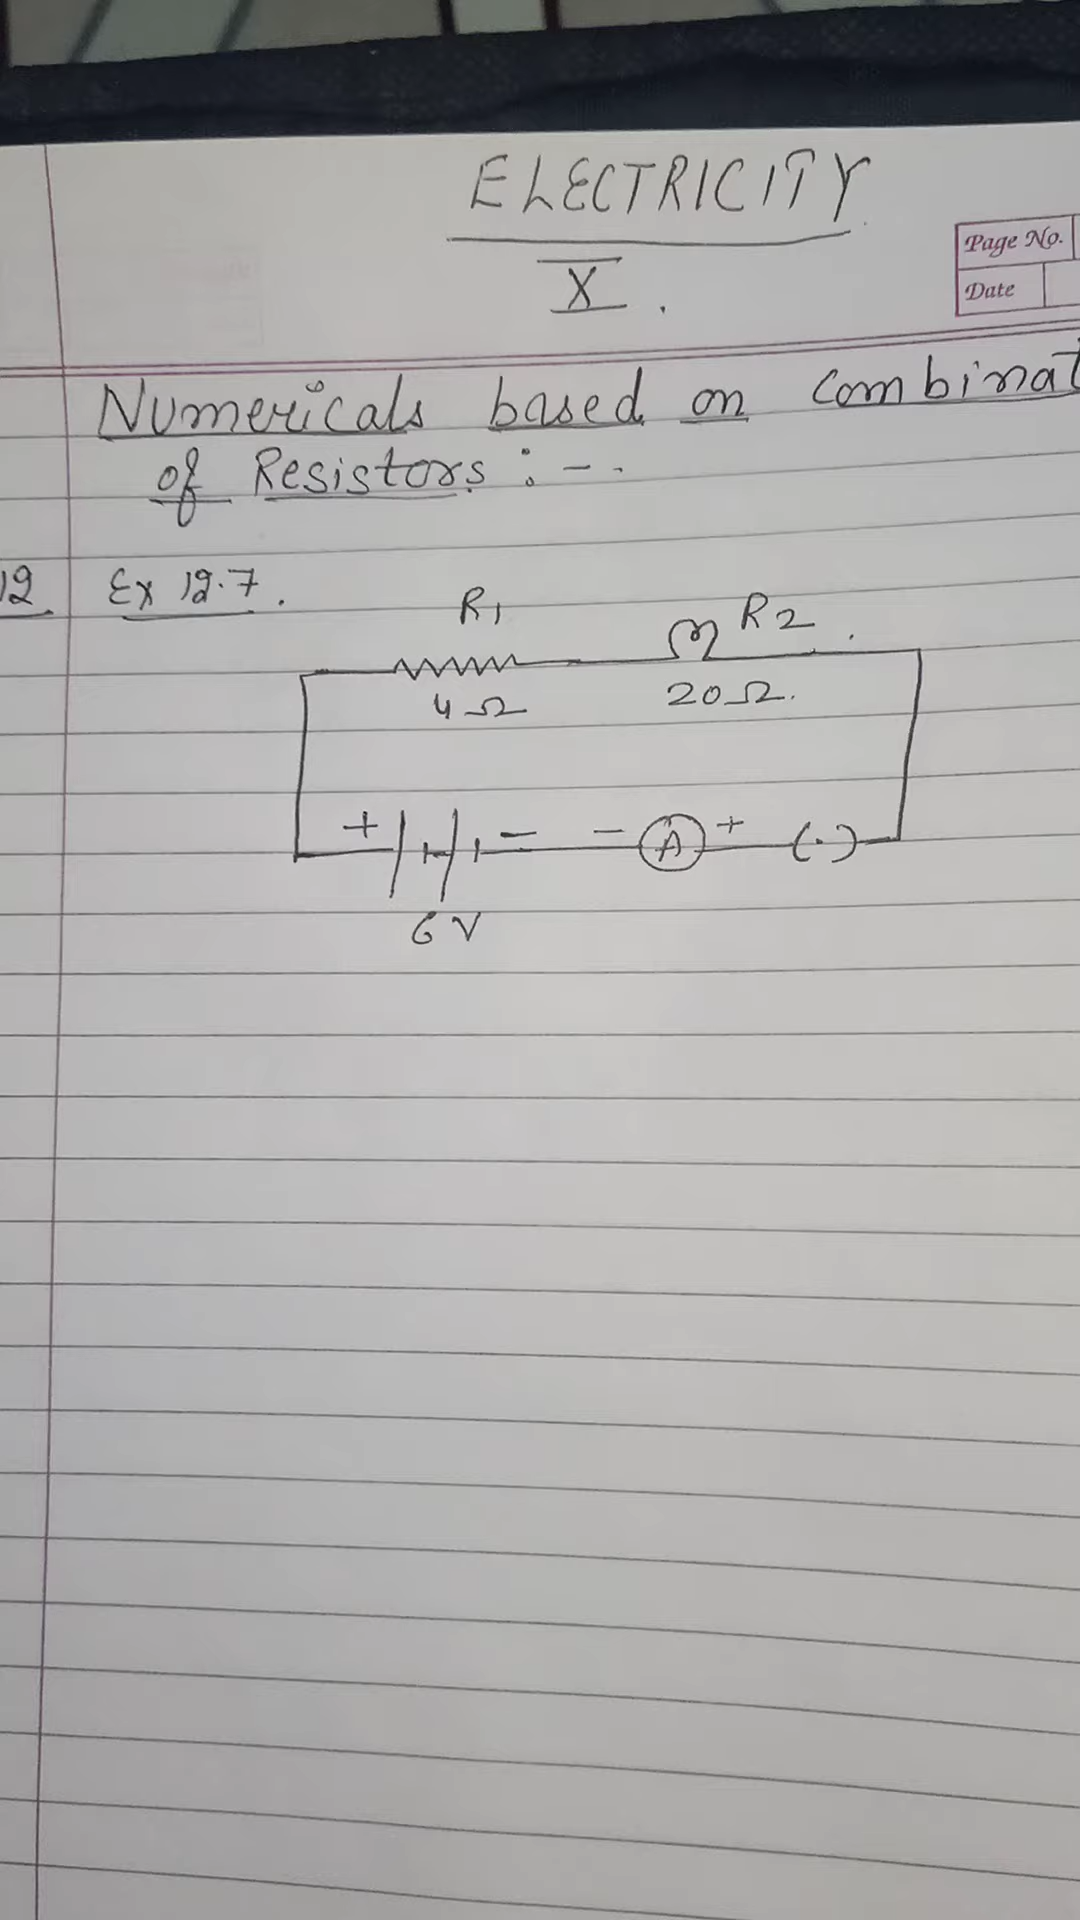 ELECTRICITY
X.
Page No.
Date
Numericals based on Combinat
of Resistors :-
12. Ex 12.7.
R1 R2
4Ω 20Ω.
+ - - A + (.)
6V